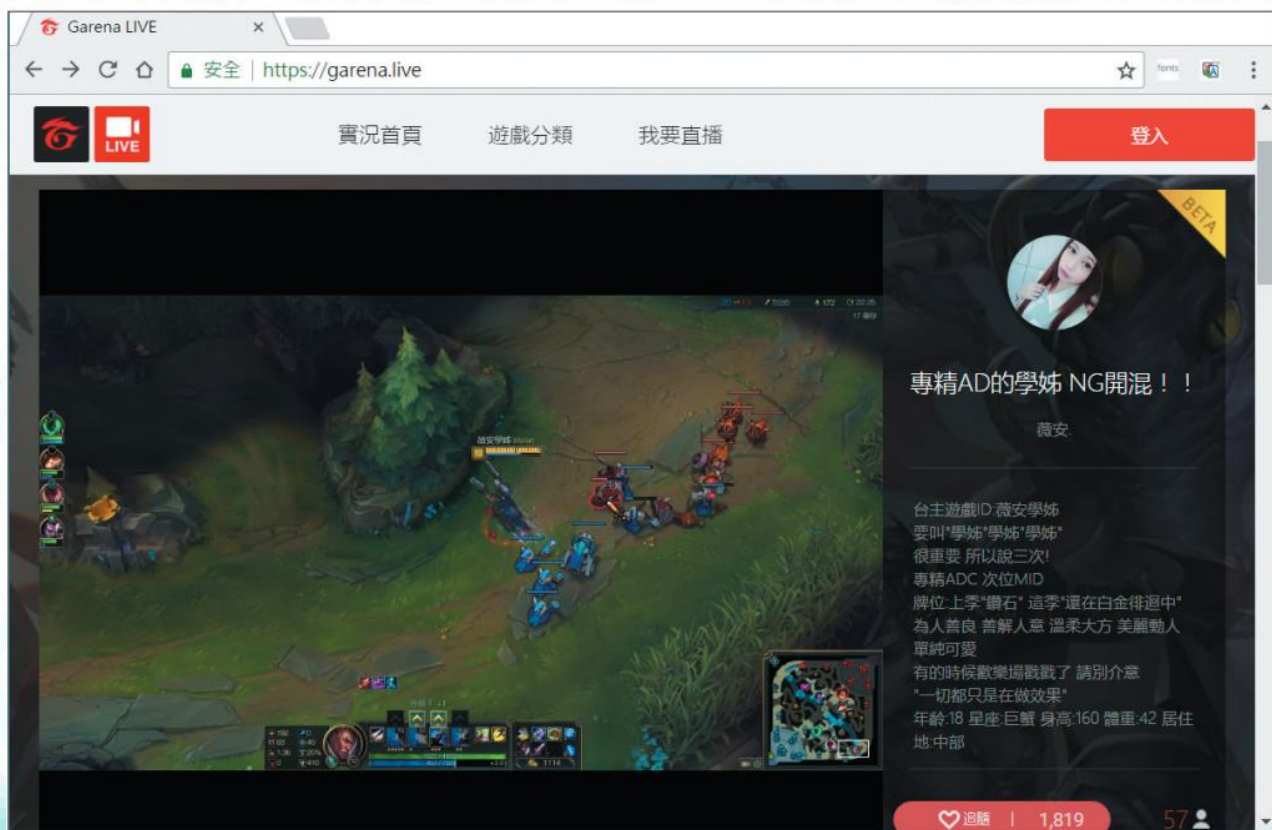 Garena LIVE
安全 | https://garena.live
fonts
LIVE
實況首頁
遊戲分類
我要直播
登入
BETA
專精AD的學姊 NG開混！！
薇安.
台主遊戲ID:薇安學姊
要叫"學姊"學姊"學姊"
很重要 所以說三次!
專精ADC 次位MID
牌位:上季"鑽石" 這季"還在白金徘迴中"
為人善良 善解人意 溫柔大方 美麗動人
單純可愛
有的時候歡樂場戳戳了 請別介意
"一切都只是在做效果"
年齡:18 星座:巨蟹 身高:160 體重:42 居住
地:中部
追隨 | 1,819
57
薇安學姊
1114